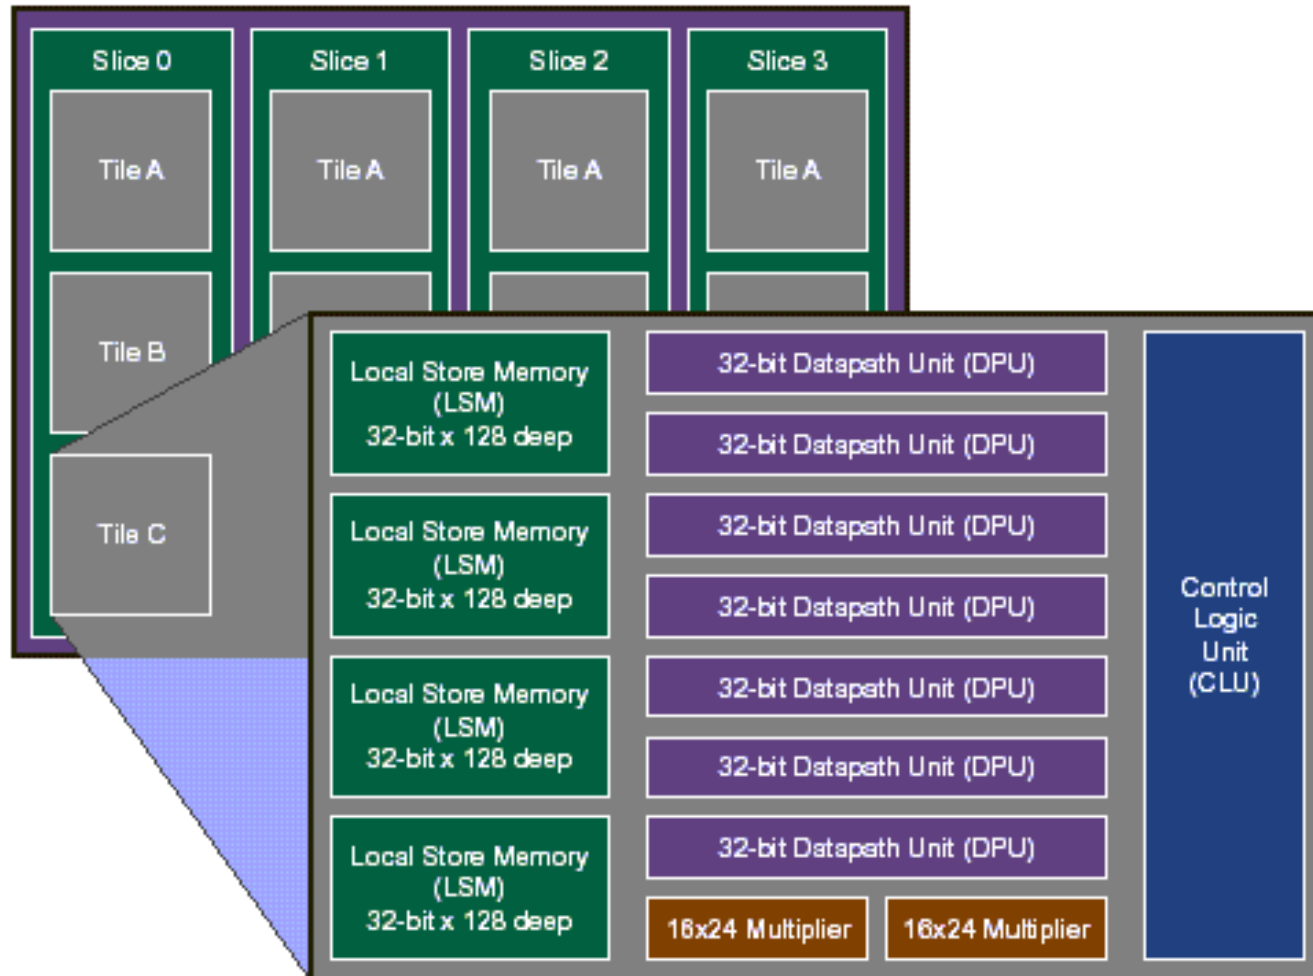 Slice 0
Slice 1
Slice 2
Slice 3
Tile A
Tile A
Tile A
Tile A
Tile B
Tile C
Local Store Memory
(LSM)
32-bit x 128 deep
Local Store Memory
(LSM)
32-bit x 128 deep
Local Store Memory
(LSM)
32-bit x 128 deep
Local Store Memory
(LSM)
32-bit x 128 deep
32-bit Datapath Unit (DPU)
32-bit Datapath Unit (DPU)
32-bit Datapath Unit (DPU)
32-bit Datapath Unit (DPU)
32-bit Datapath Unit (DPU)
32-bit Datapath Unit (DPU)
32-bit Datapath Unit (DPU)
16x24 Multiplier
16x24 Multiplier
Control
Logic
Unit
(CLU)